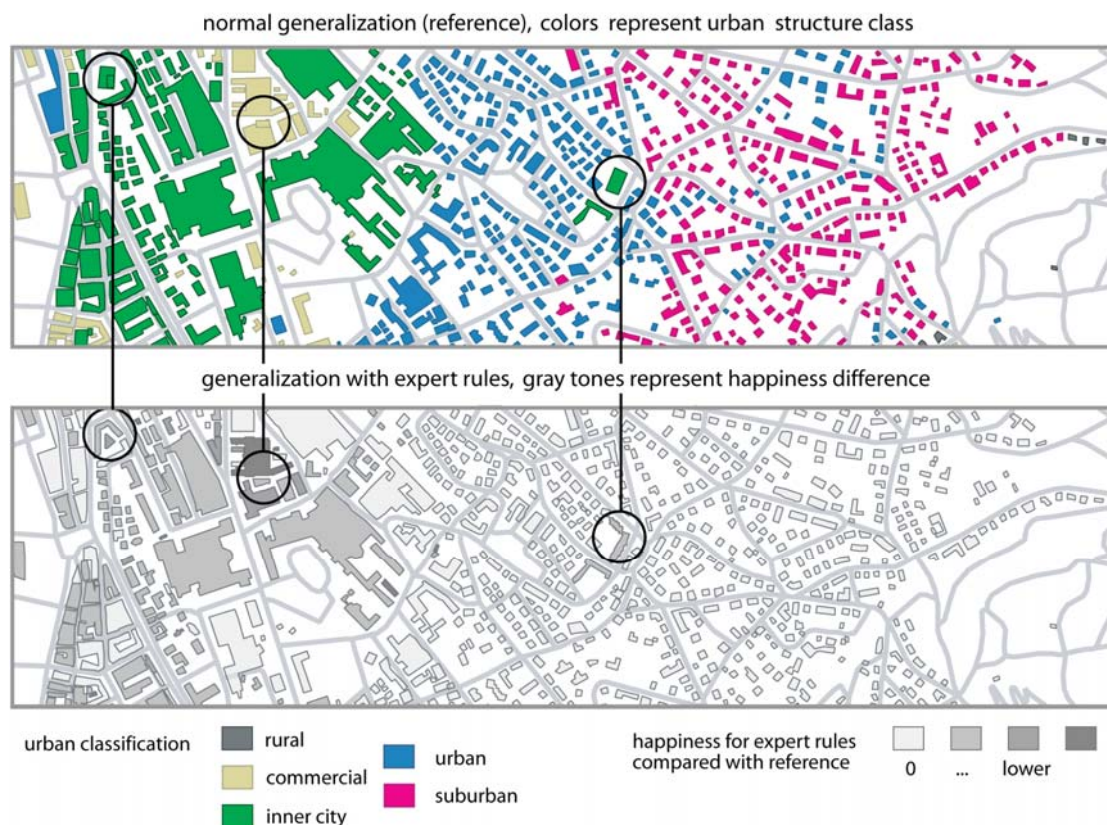 normal generalization (reference), colors represent urban structure class
generalization with expert rules, gray tones represent happiness difference
urban classification
rural
commercial
inner city
urban
suburban
happiness for expert rules
compared with reference
0 ... lower